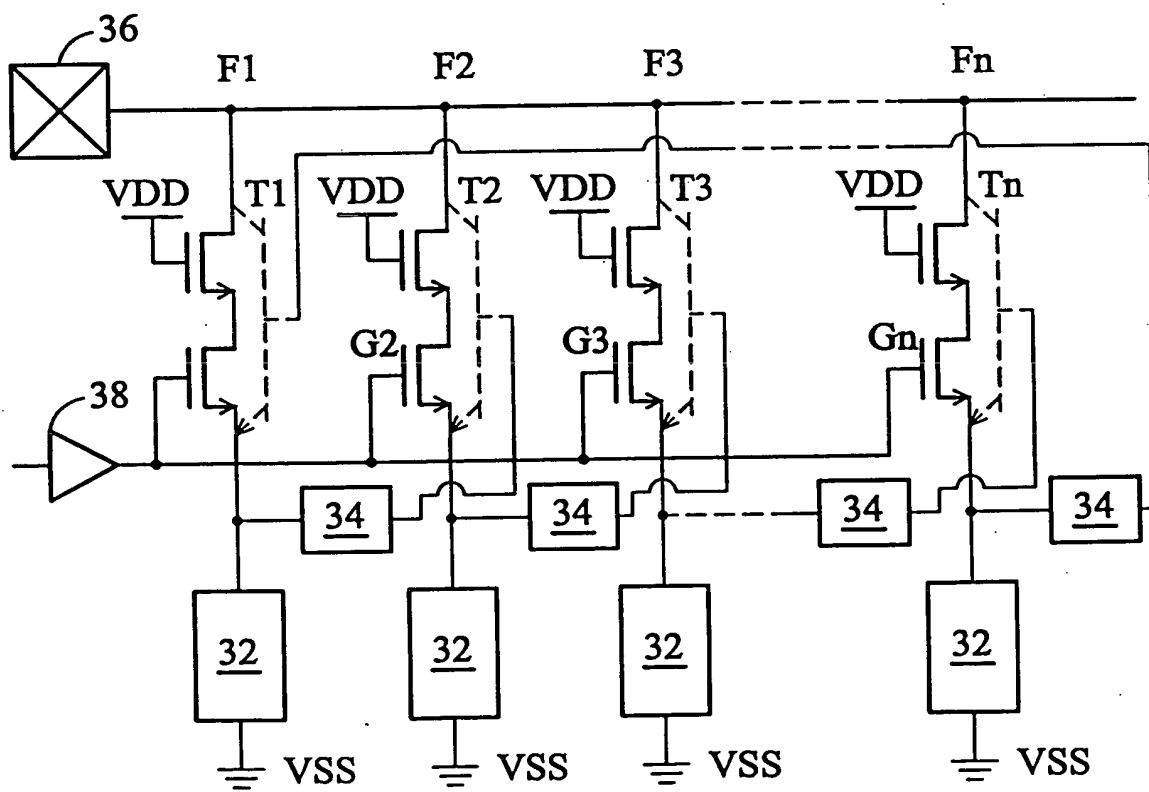 36
F1 F2 F3 Fn
VDD T1 VDD T2 VDD T3 VDD Tn
G2 G3 Gn
38
34 34 34 34
32 32 32 32
VSS VSS VSS VSS